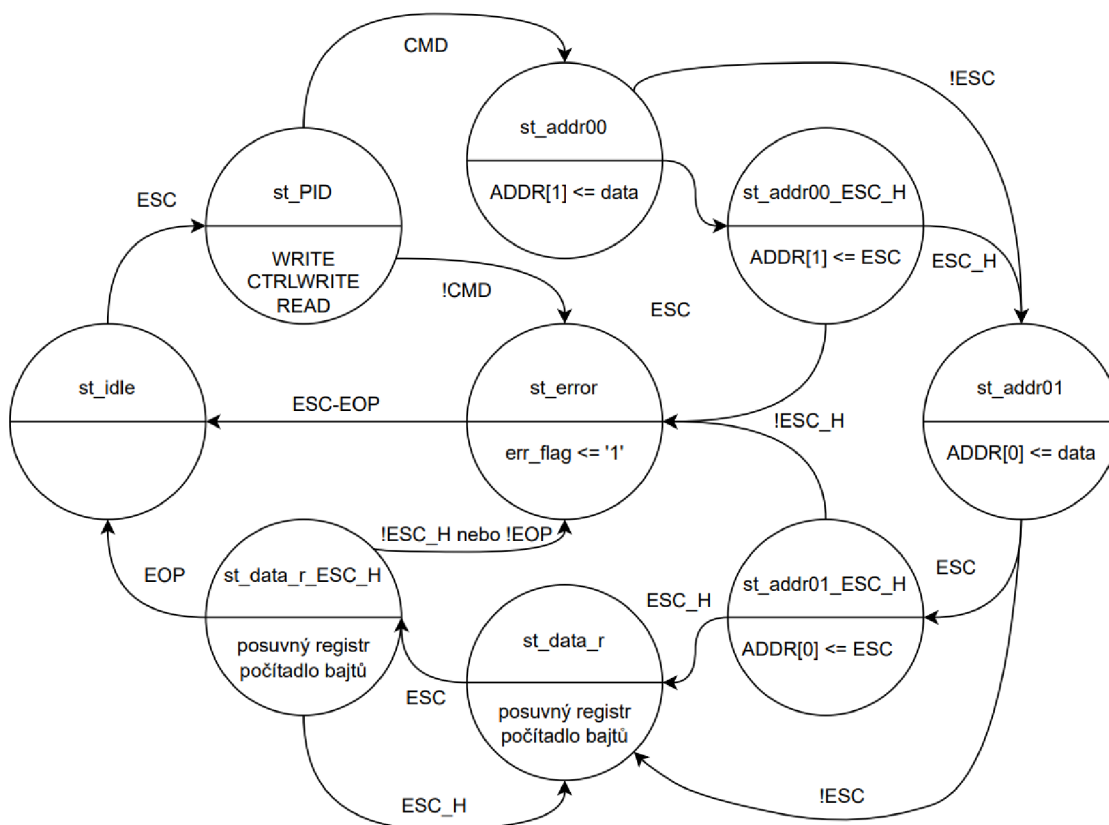 CMD
!ESC
st_addr00
ADDR[1] <= data
ESC
st_PID
WRITE
CTRLWRITE
READ
st_addr00_ESC_H
ADDR[1] <= ESC
ESC_H
!CMD
ESC
st_idle
ESC-EOP
st_error
err_flag <= '1'
!ESC_H
st_addr01
ADDR[0] <= data
!ESC_H nebo !EOP
EOP
st_data_r_ESC_H
posuvný registr
počítadlo bajtů
ESC
st_data_r
posuvný registr
počítadlo bajtů
ESC_H
st_addr01_ESC_H
ADDR[0] <= ESC
ESC
ESC_H
!ESC